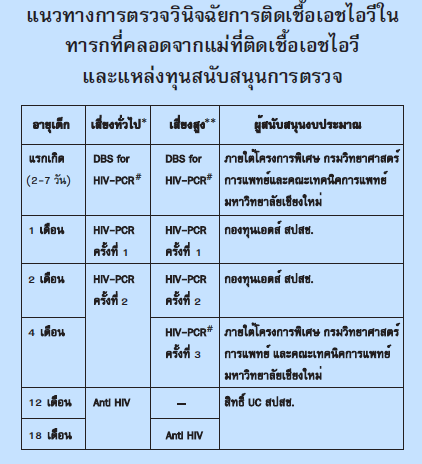 แนวทางการตรวจวินิจฉัยการติดเชื้อเอชไอวีใน
ทารกที่คลอดจากแม่ที่ติดเชื้อเอชไอวี
และแหล่งทุนสนับสนุนการตรวจ
อายุเด็ก เสี่ยงทั่วไป* เสี่ยงสูง** ผู้สนับสนุนงบประมาณ
แรกเกิด DBS for DBS for ภายใต้โครงการพิเศษ กรมวิทยาศาสตร์
(2-7 วัน) HIV-PCR# HIV-PCR# การแพทย์และคณะเทคนิคการแพทย์
มหาวิทยาลัยเชียงใหม่
1 เดือน HIV-PCR HIV-PCR กองทุนเอดส์ สปสช.
ครั้งที่ 1 ครั้งที่ 1
2 เดือน HIV-PCR HIV-PCR กองทุนเอดส์ สปสช.
ครั้งที่ 2 ครั้งที่ 2
4 เดือน HIV-PCR# ภายใต้โครงการพิเศษ กรมวิทยาศาสตร์
ครั้งที่ 3 การแพทย์ และคณะเทคนิคการแพทย์
มหาวิทยาลัยเชียงใหม่
12 เดือน Anti HIV – สิทธิ์ UC สปสช.
18 เดือน Anti HIV